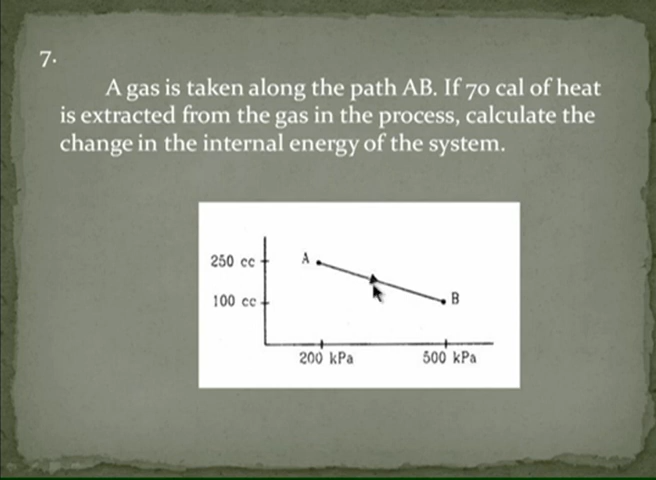 7.
A gas is taken along the path AB. If 70 cal of heat
is extracted from the gas in the process, calculate the
change in the internal energy of the system.
250 cc
A
100 cc
B
200 kPa
500 kPa